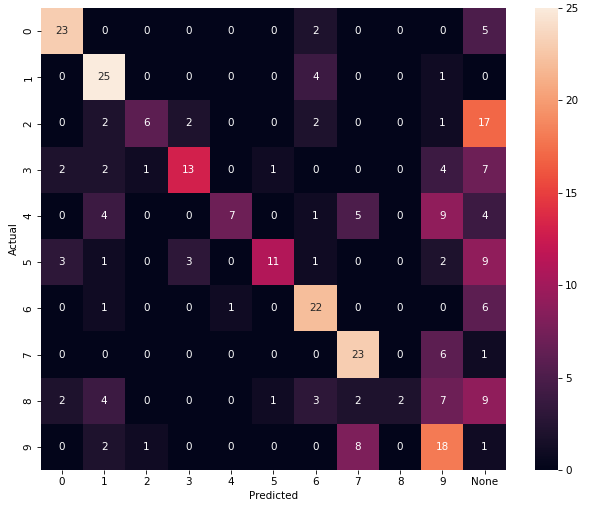 0 23 0 0 0 0 0 2 0 0 0 5
1 0 25 0 0 0 0 4 0 0 1 0
2 0 2 6 2 0 0 2 0 0 1 17
3 2 2 1 13 0 1 0 0 0 4 7
4 0 4 0 0 7 0 1 5 0 9 4
5 3 1 0 3 0 11 1 0 0 2 9
6 0 1 0 0 1 0 22 0 0 0 6
7 0 0 0 0 0 0 0 23 0 6 1
8 2 4 0 0 0 1 3 2 2 7 9
9 0 2 1 0 0 0 0 8 0 18 1
0 1 2 3 4 5 6 7 8 9 None
Predicted
Actual
25
20
15
10
5
0